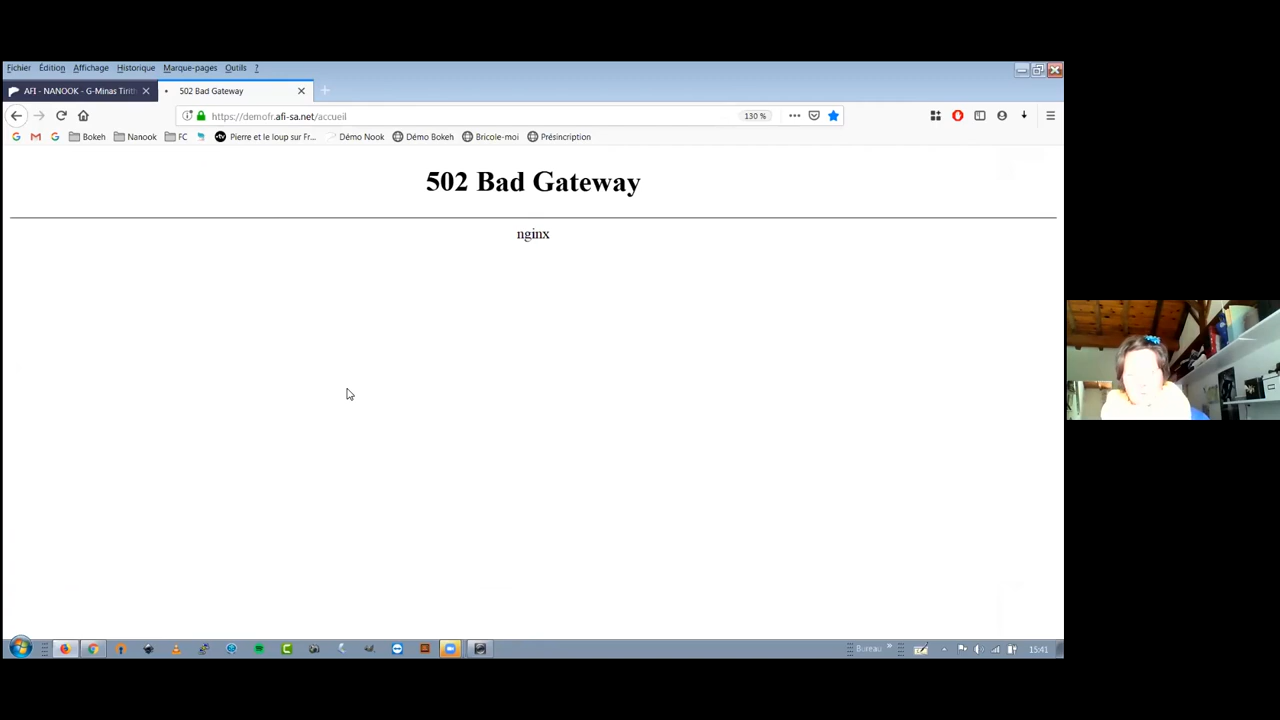 Fichier Édition Affichage Historique Marque-pages Outils ?
AFI - NANOOK - G-Minas Tirith
502 Bad Gateway
https://demofr.afi-sa.net/accueil
130 %
Bokeh Nanook FC Pierre et le loup sur Fr... Démo Nook Démo Bokeh Bricole-moi Présincription
502 Bad Gateway
nginx
Bureau
15:41